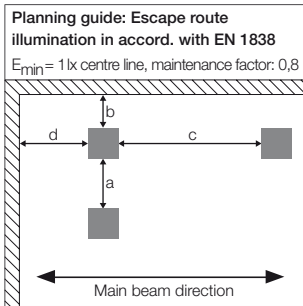 Planning guide: Escape route
illumination in accord. with EN 1838
Emin= 1 lx centre line, maintenance factor: 0,8
b
d
c
a
Main beam direction